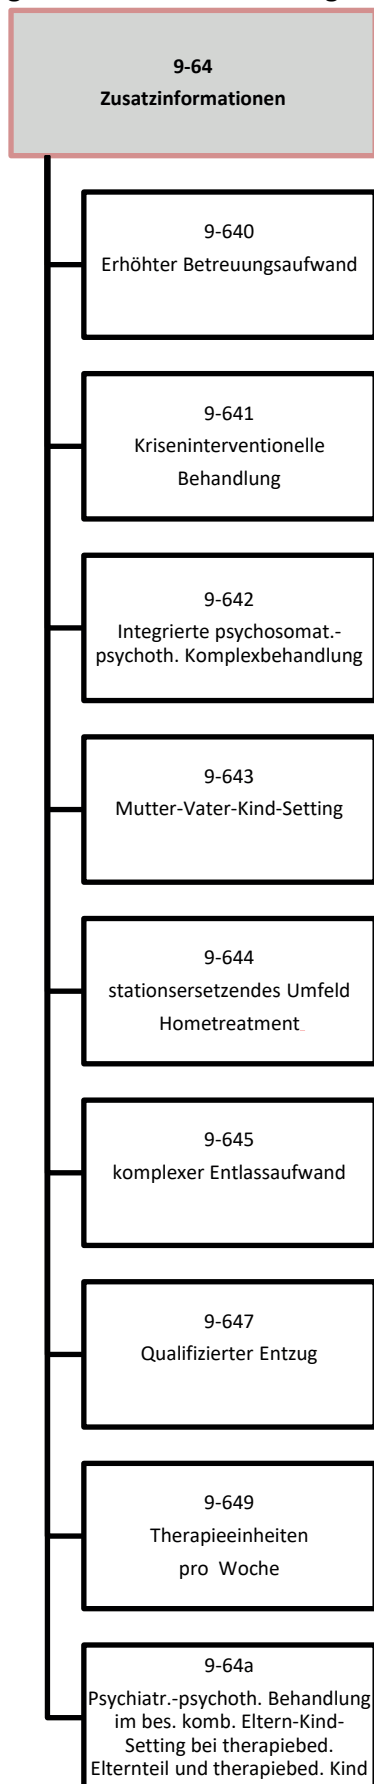 9-64
Zusatzinformationen
9-640
Erhöhter Betreuungsaufwand
9-641
Kriseninterventionelle
Behandlung
9-642
Integrierte psychosomat.-
psychoth. Komplexbehandlung
9-643
Mutter-Vater-Kind-Setting
9-644
stationsersetzendes Umfeld
Hometreatment
9-645
komplexer Entlassaufwand
9-647
Qualifizierter Entzug
9-649
Therapieeinheiten
pro Woche
9-64a
Psychiatr.-psychoth. Behandlung
im bes. komb. Eltern-Kind-
Setting bei therapiebed.
Elternteil und therapiebed. Kind